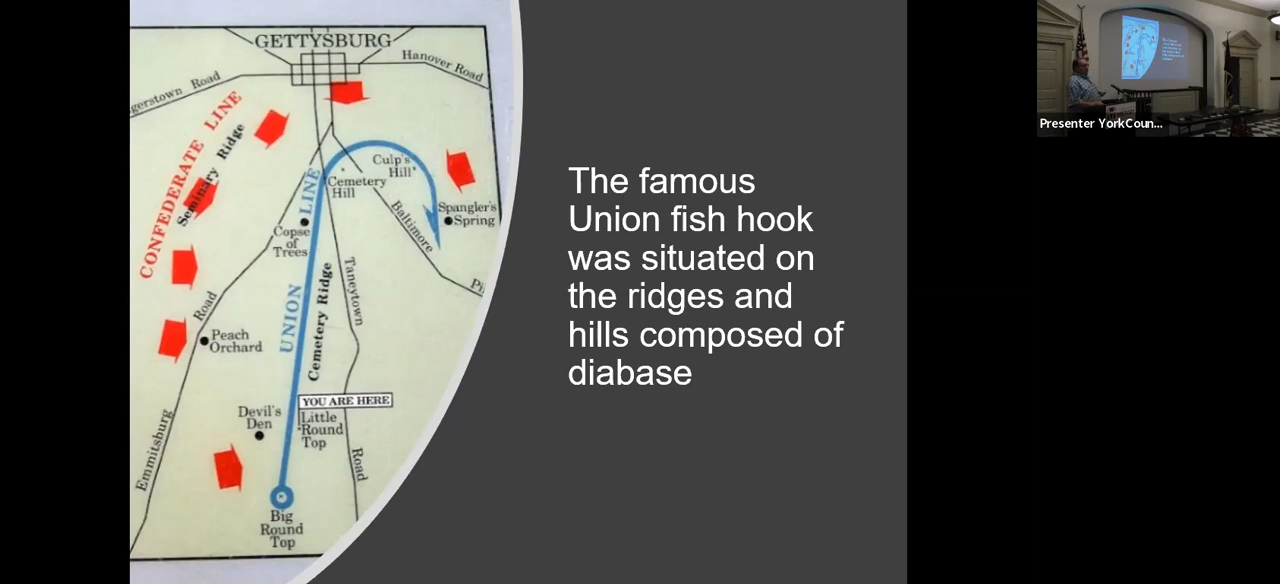 GETTYSBURG
Hanover Road
gerstown Road
CONFEDERATE LINE
Seminary Ridge
Culp's
Hill
Cemetery
Hill
Spangler's
Spring
Copse
of
Trees
UNION LINE
Baltimore
Pi
Taneytown
Road
Cemetery Ridge
Emmitsburg
Road
Peach
Orchard
YOU ARE HERE
Devil's
Den
Little
Round
Top
Big
Round
Top
The famous
Union fish hook
was situated on
the ridges and
hills composed of
diabase
Presenter YorkCoun...